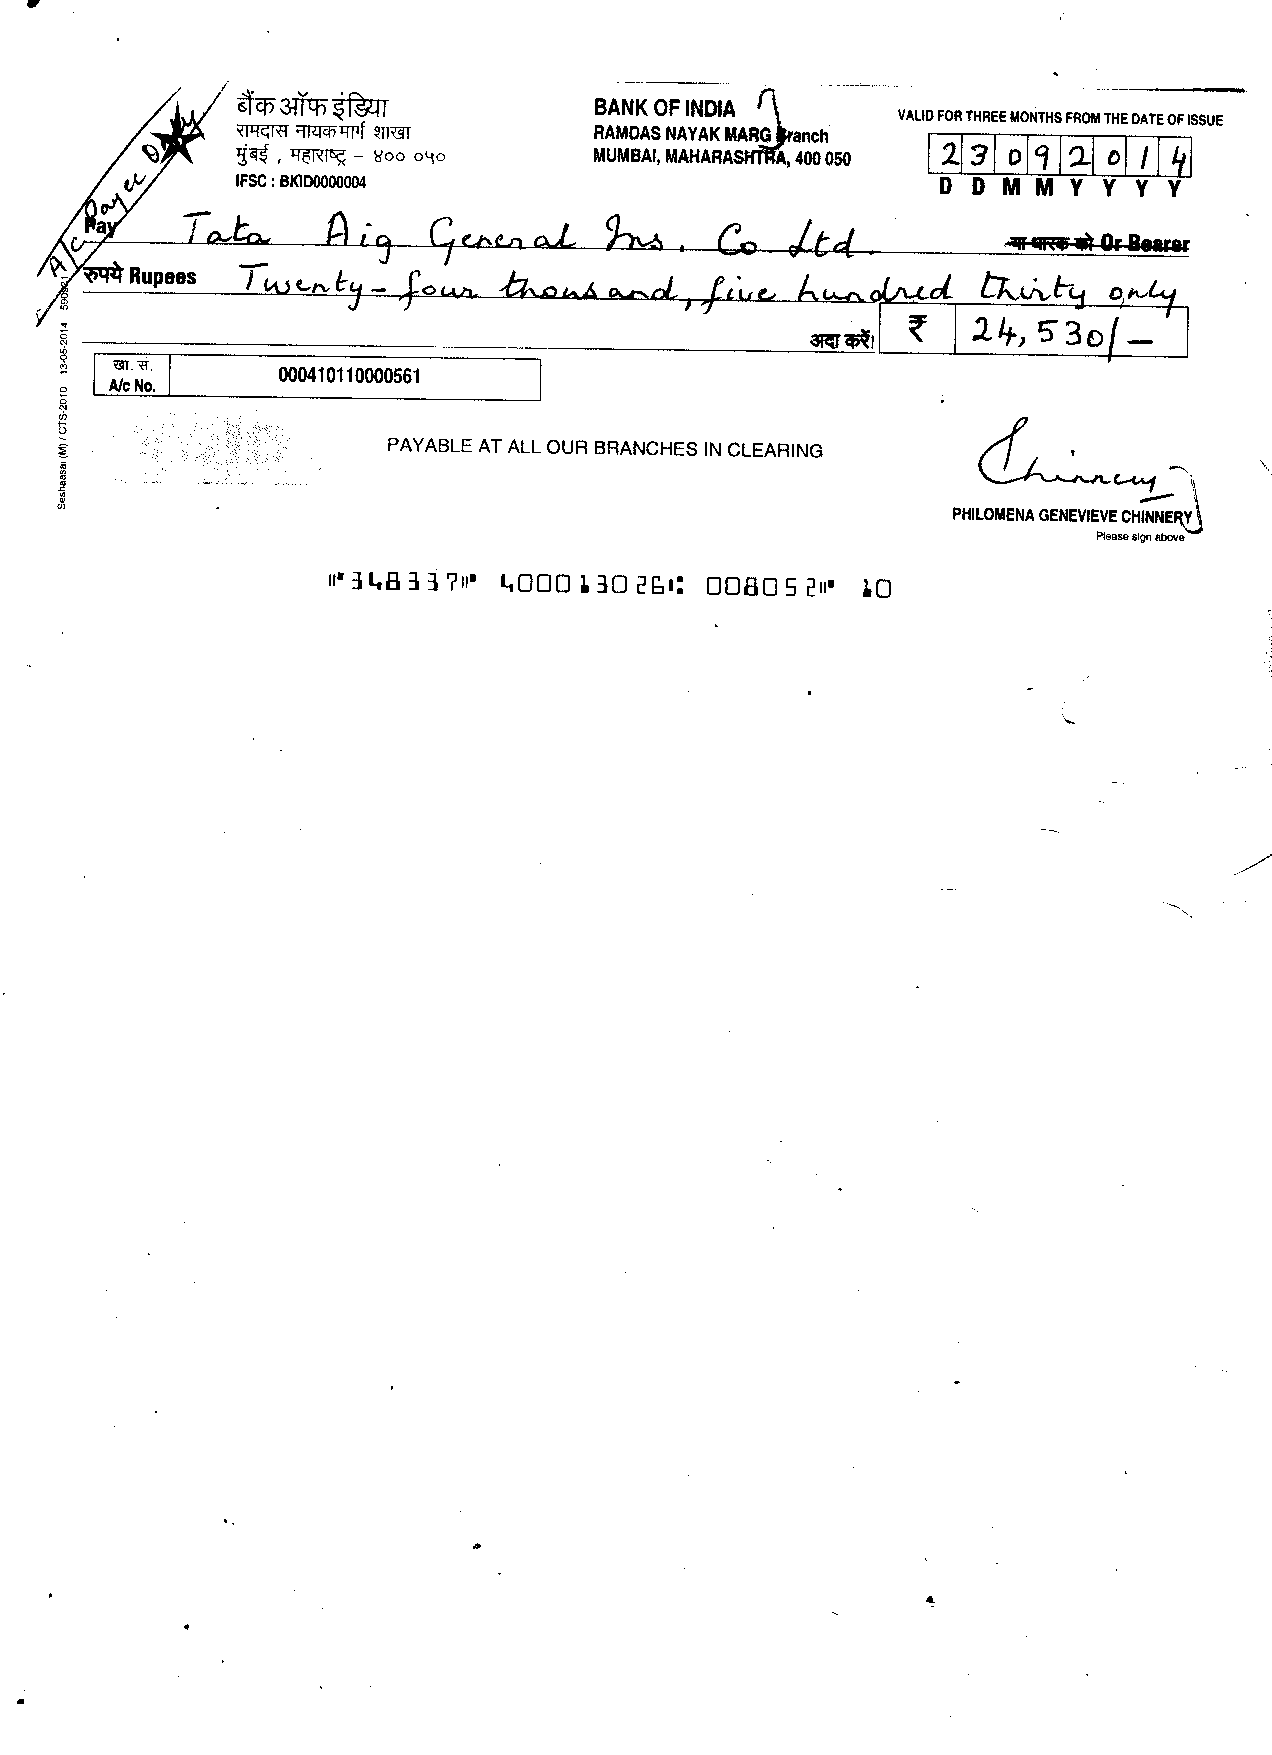 बैंक ऑफ इंडिया
रामदास नायक मार्ग शाखा
मुंबई , महाराष्ट्र – ४०० ०५०
IFSC : BKID0000004
BANK OF INDIA
RAMDAS NAYAK MARG Branch
MUMBAI, MAHARASHTRA, 400 050
VALID FOR THREE MONTHS FROM THE DATE OF ISSUE
2 3 0 9 2 0 1 4
D D M M Y Y Y Y
A/c Payee Only
Pay Tata Aig General Ins. Co Ltd. या धारक को Or Bearer
रुपये Rupees Twenty-four thousand, five hundred thirty only
अदा करें। ₹ 24,530/-
खा. सं.
A/c No. 000410110000561
PAYABLE AT ALL OUR BRANCHES IN CLEARING
Chinnery
PHILOMENA GENEVIEVE CHINNERY
Please sign above
Seshaasai (M) / CTS-2010 13-05-2014
⑈348337⑈ 400013026⑆ 008052⑈ 10